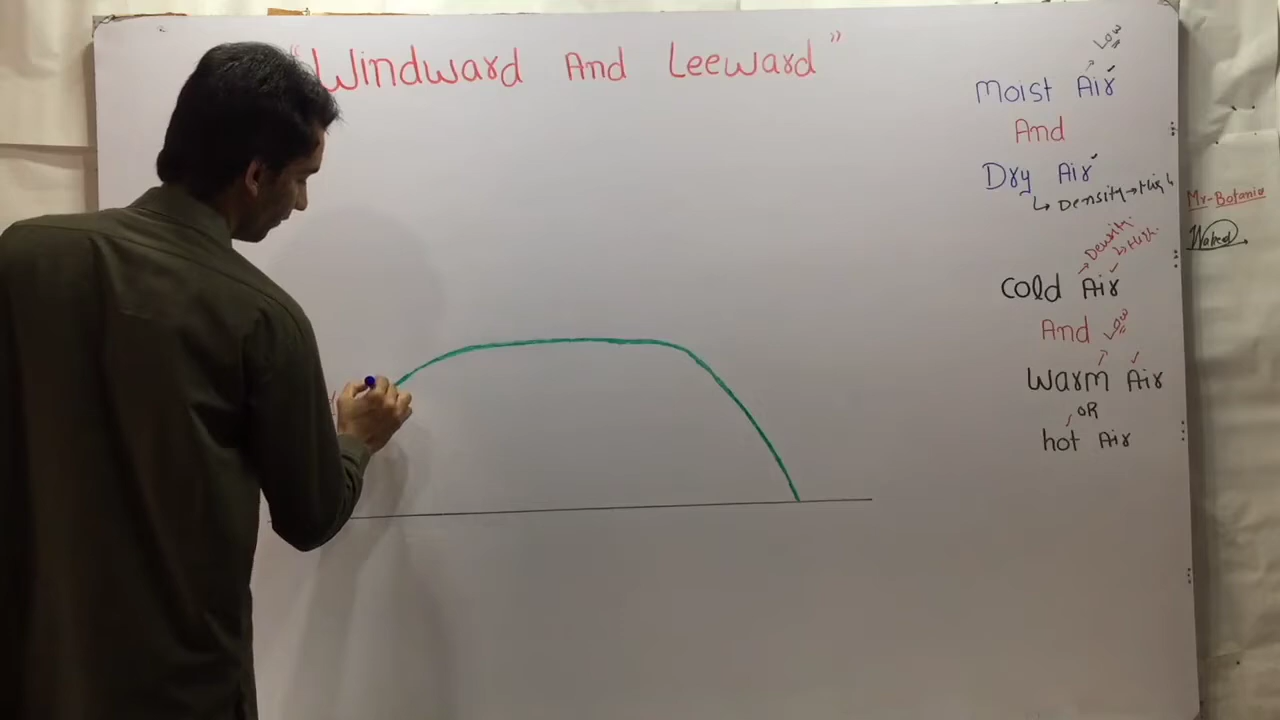 "Windward And Leeward"
Low
Moist Air
And
Dry Air
↳ Density → High
Density
↳ High.
Cold Air
And Low
Warm Air
OR
hot Air
Mr-Botanic
Waheed